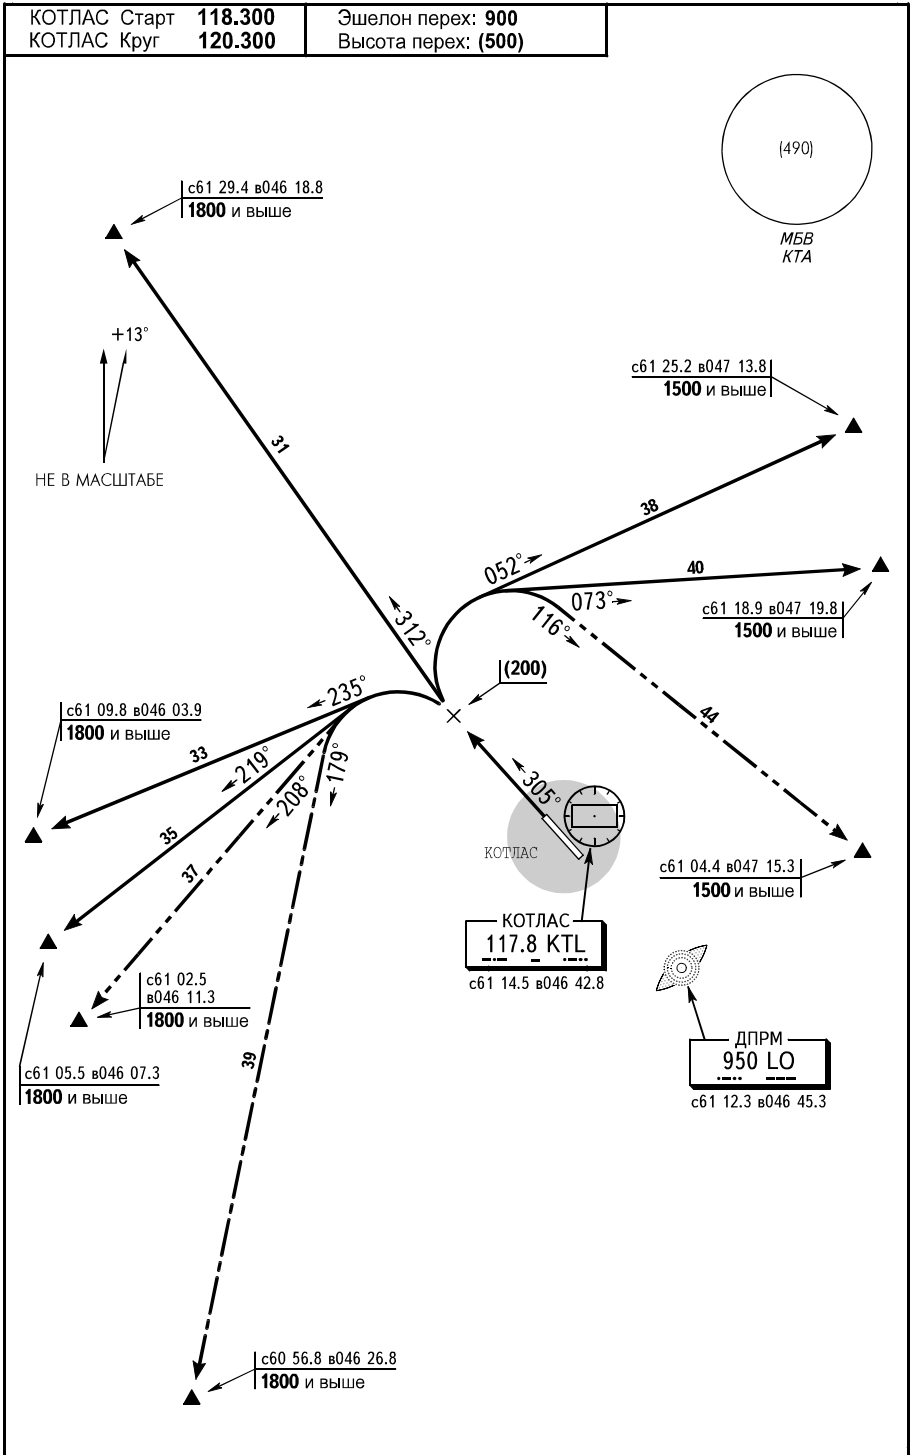 КОТЛАС Старт 118.300
КОТЛАС Круг 120.300
Эшелон перех: 900
Высота перех: (500)
(490)
МБВ
КТА
с61 29.4 в046 18.8
1800 и выше
+13°
НЕ В МАСШТАБЕ
с61 25.2 в047 13.8
1500 и выше
31
38
052°
40
073°
с61 18.9 в047 19.8
1500 и выше
116°
312°
(200)
235°
с61 09.8 в046 03.9
1800 и выше
44
33
219°
179°
208°
305°
35
КОТЛАС
37
с61 04.4 в047 15.3
1500 и выше
КОТЛАС
117.8 KTL
с61 14.5 в046 42.8
с61 02.5
в046 11.3
1800 и выше
39
ДПРМ
950 LO
с61 12.3 в046 45.3
с61 05.5 в046 07.3
1800 и выше
с60 56.8 в046 26.8
1800 и выше